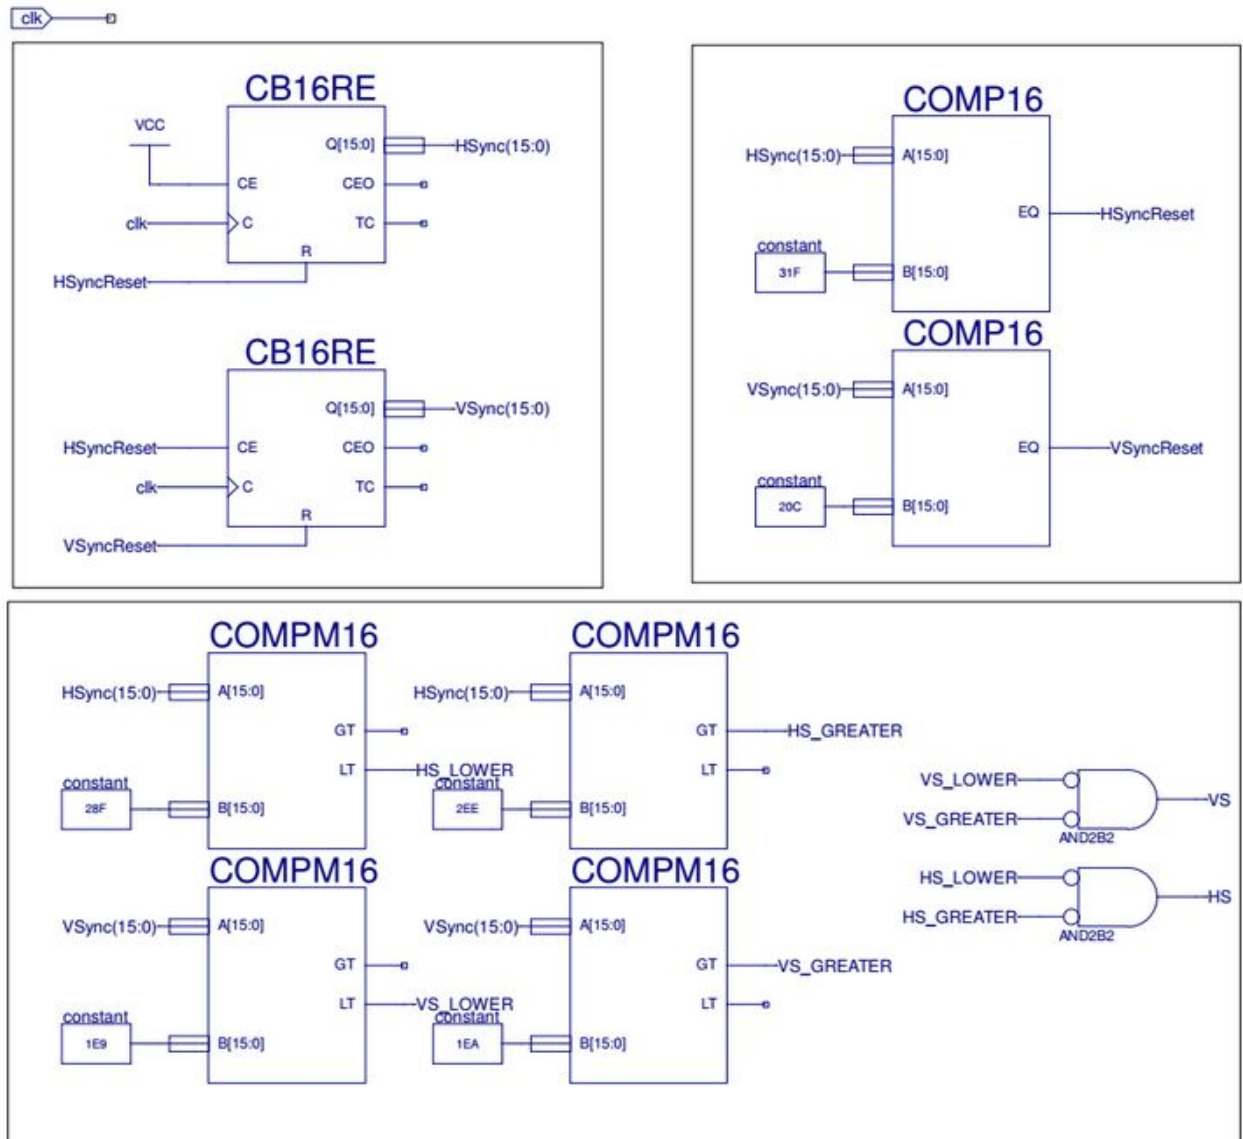 clk
CB16RE
VCC
Q[15:0]
HSync(15:0)
CE
CEO
clk
C
TC
R
HSyncReset
CB16RE
Q[15:0]
VSync(15:0)
HSyncReset
CE
CEO
clk
C
TC
R
VSyncReset
COMP16
HSync(15:0)
A[15:0]
EQ
HSyncReset
constant
31F
B[15:0]
COMP16
VSync(15:0)
A[15:0]
EQ
VSyncReset
constant
20C
B[15:0]
COMPM16
HSync(15:0)
A[15:0]
GT
LT
HS_LOWER
constant
28F
B[15:0]
COMPM16
HSync(15:0)
A[15:0]
GT
HS_GREATER
LT
constant
2EE
B[15:0]
COMPM16
VSync(15:0)
A[15:0]
GT
LT
VS_LOWER
constant
1E9
B[15:0]
COMPM16
VSync(15:0)
A[15:0]
GT
VS_GREATER
LT
constant
1EA
B[15:0]
VS_LOWER
VS_GREATER
VS
AND2B2
HS_LOWER
HS_GREATER
HS
AND2B2